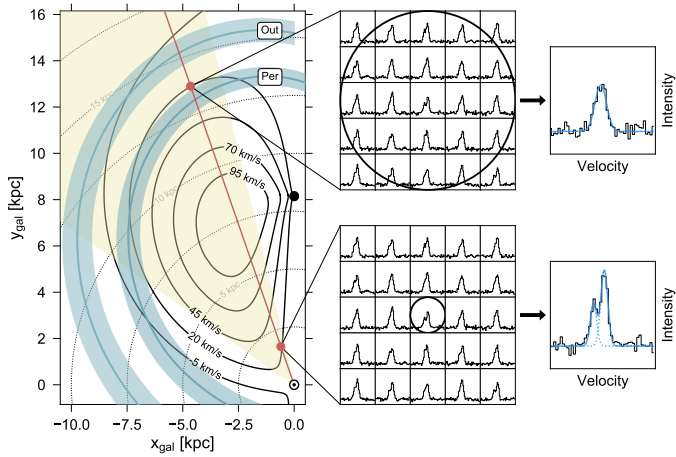 16
14
12
10
8
6
4
2
0
y_gal [kpc]
Out
Per
15 kpc
10 kpc
5 kpc
70 km/s
95 km/s
45 km/s
20 km/s
-5 km/s
−10.0
−7.5
−5.0
−2.5
0.0
x_gal [kpc]
Intensity
Velocity
Intensity
Velocity